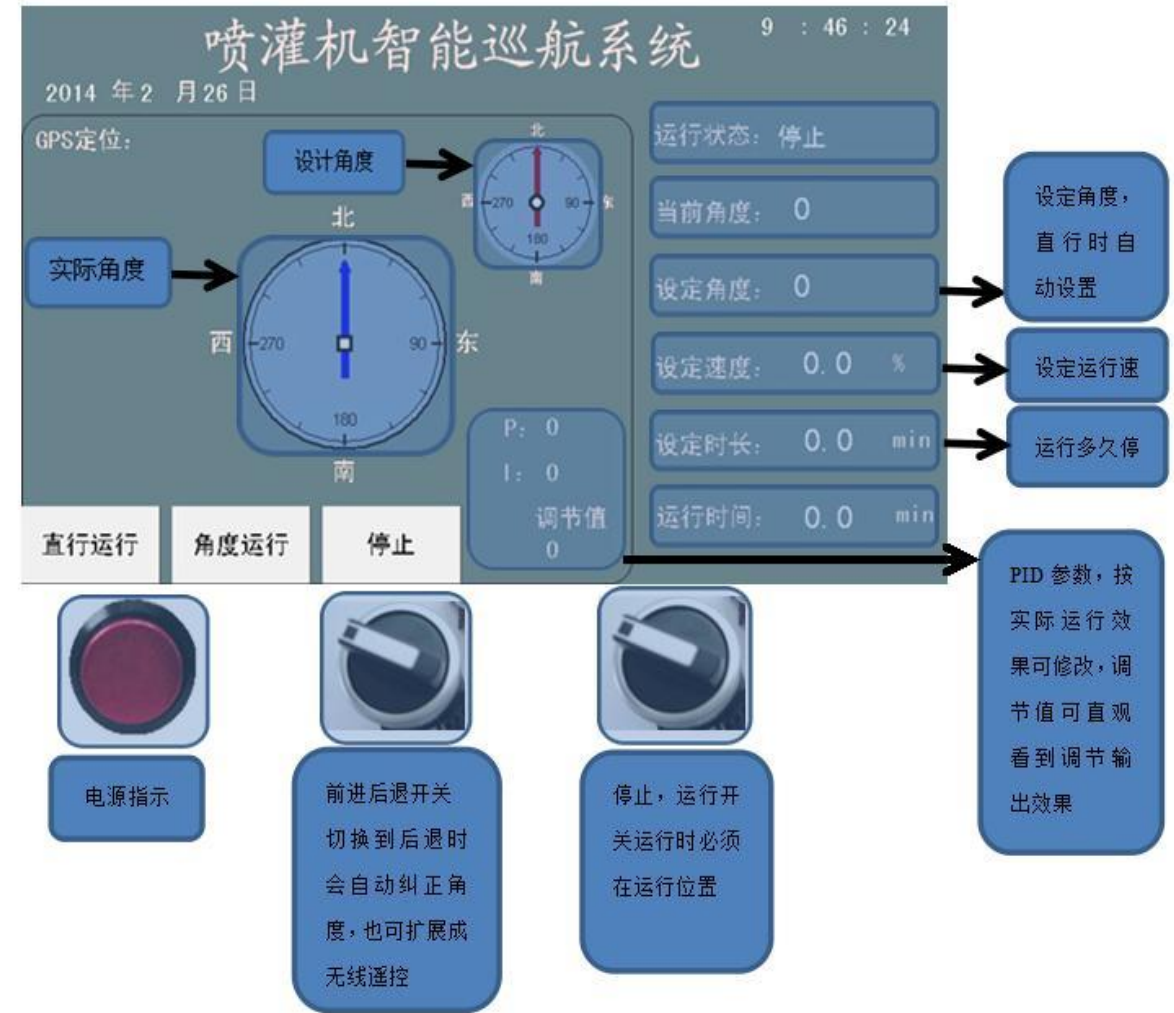 喷灌机智能巡航系统
9 : 46 : 24
2014 年 2 月 26 日
GPS定位：
设计角度
北
西
270
90
东
180
南
实际角度
北
西
270
90
东
180
南
P: 0
I: 0
调节值
0
直行运行
角度运行
停止
运行状态：停止
当前角度： 0
设定角度： 0
设定速度： 0.0 %
设定时长： 0.0 min
运行时间： 0.0 min
设定角度，
直行时自
动设置
设定运行速
运行多久停
PID 参数，按
实际运行效
果可修改，调
节值可直观
看到调节输
出效果
电源指示
前进后退开关
切换到后退时
会自动纠正角
度，也可扩展成
无线遥控
停止，运行开
关运行时必须
在运行位置